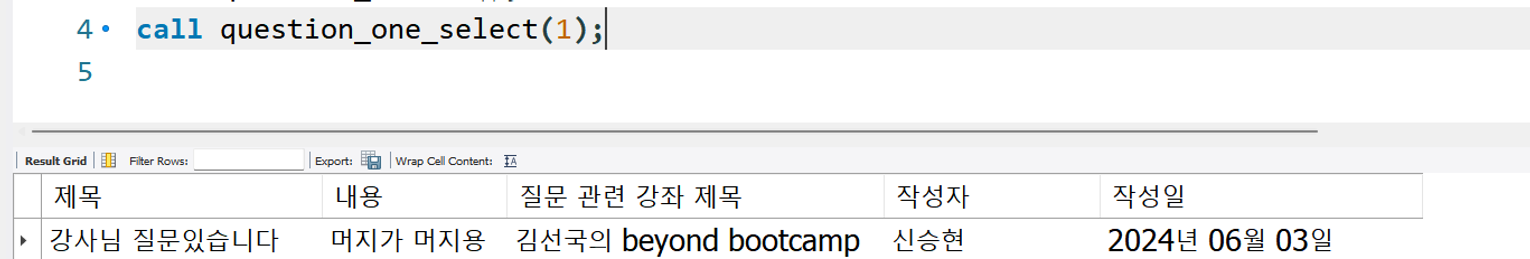 4 call question_one_select(1);
5
Result Grid Filter Rows: Export: Wrap Cell Content: IA
제목 내용 질문 관련 강좌 제목 작성자 작성일
강사님 질문있습니다 머지가 머지용 김선국의 beyond bootcamp 신승현 2024년 06월 03일